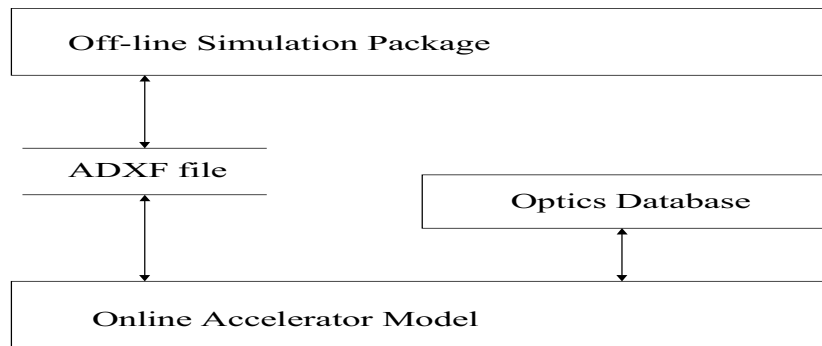 Off-line Simulation Package
ADXF file
Optics Database
Online Accelerator Model